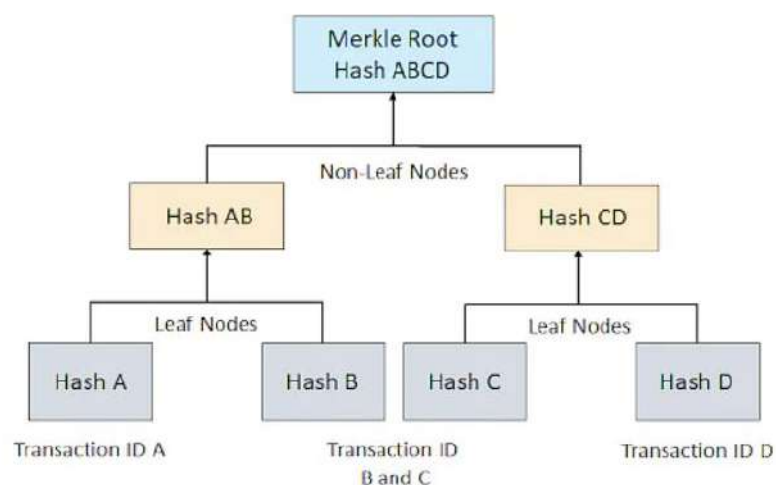 Merkle Root
Hash ABCD
Non-Leaf Nodes
Hash AB
Hash CD
Leaf Nodes
Leaf Nodes
Hash A
Hash B
Hash C
Hash D
Transaction ID A
Transaction ID
B and C
Transaction ID D